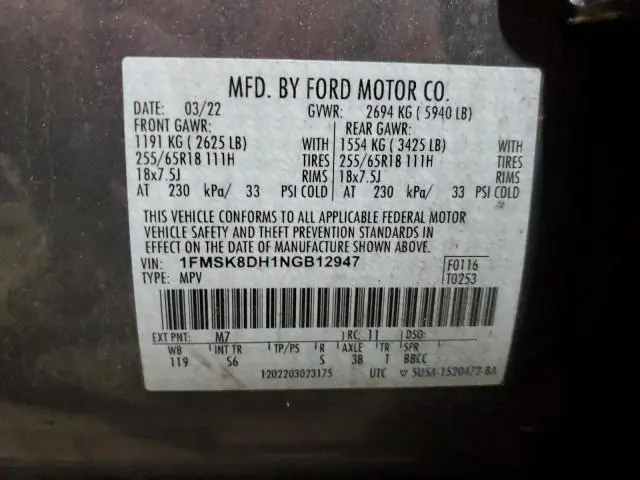 MFD. BY FORD MOTOR CO.
DATE: 03/22 GVWR: 2694 KG ( 5940 LB)
FRONT GAWR: REAR GAWR:
1191 KG ( 2625 LB) WITH 1554 KG ( 3425 LB) WITH
255/65R18 111H TIRES 255/65R18 111H TIRES
18x7.5J RIMS 18x7.5J RIMS
AT 230 kPa/ 33 PSI COLD AT 230 kPa/ 33 PSI COLD
THIS VEHICLE CONFORMS TO ALL APPLICABLE FEDERAL MOTOR
VEHICLE SAFETY AND THEFT PREVENTION STANDARDS IN
EFFECT ON THE DATE OF MANUFACTURE SHOWN ABOVE.
VIN: 1FMSK8DH1NGB12947 F0116
TYPE: MPV T0253
EXT PNT: M7 RC: 11 DSO:
WB INT TR TP/PS R AXLE TR SPR
119 S6 S 3B T BBCC
1202203023175 UTC ▽ 5U5A-1520472-BA